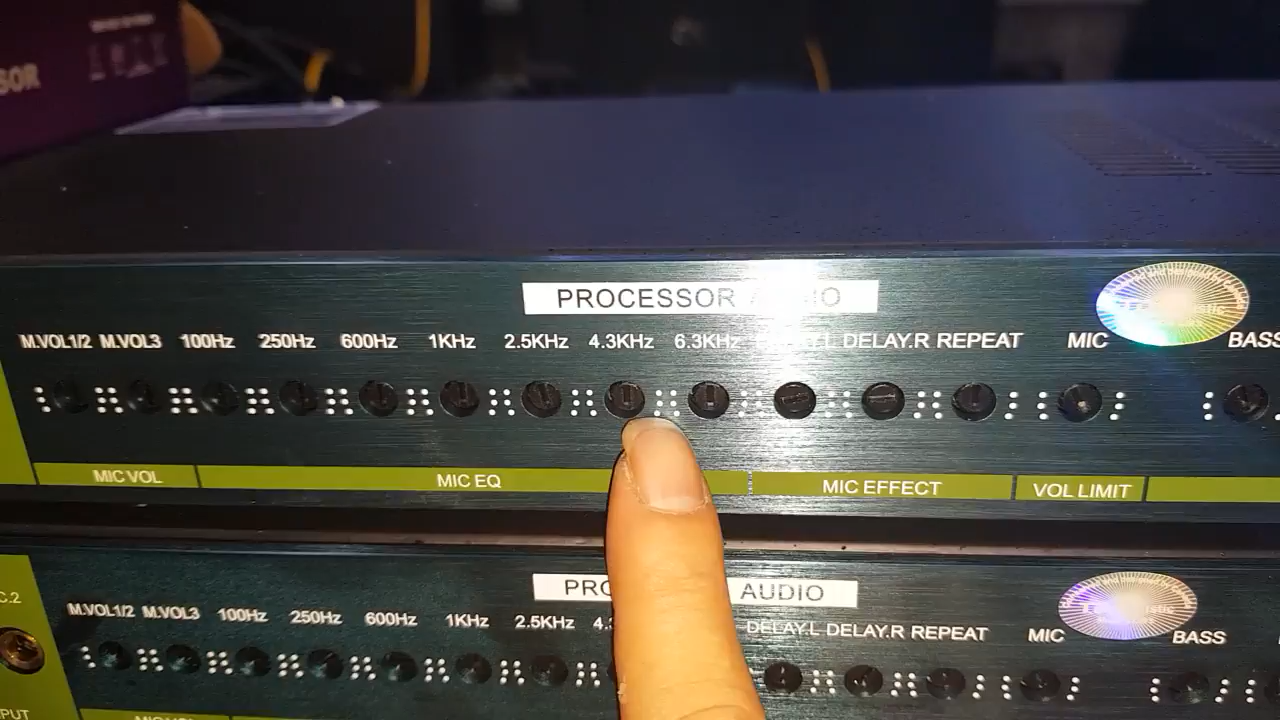 SOR
PROCESSOR
M.VOL1/2 M.VOL3 100Hz 250Hz 600Hz 1KHz 2.5KHz 4.3KHz 6.3KHz DELAY.R REPEAT MIC BASS
MIC VOL MIC EQ MIC EFFECT VOL LIMIT
AUDIO
M.VOL1/2 M.VOL3 100Hz 250Hz 600Hz 1KHz 2.5KHz DELAY.L DELAY.R REPEAT MIC BASS